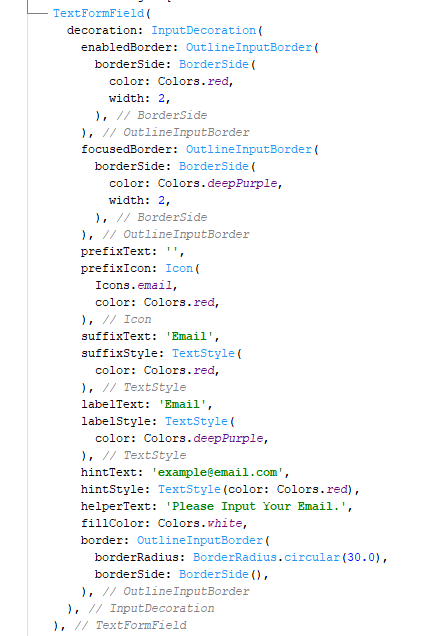 TextFormField(
decoration: InputDecoration(
enabledBorder: OutlineInputBorder(
borderSide: BorderSide(
color: Colors.red,
width: 2,
), // BorderSide
), // OutlineInputBorder
focusedBorder: OutlineInputBorder(
borderSide: BorderSide(
color: Colors.deepPurple,
width: 2,
), // BorderSide
), // OutlineInputBorder
prefixText: '',
prefixIcon: Icon(
Icons.email,
color: Colors.red,
), // Icon
suffixText: 'Email',
suffixStyle: TextStyle(
color: Colors.red,
), // TextStyle
labelText: 'Email',
labelStyle: TextStyle(
color: Colors.deepPurple,
), // TextStyle
hintText: 'example@email.com',
hintStyle: TextStyle(color: Colors.red),
helperText: 'Please Input Your Email.',
fillColor: Colors.white,
border: OutlineInputBorder(
borderRadius: BorderRadius.circular(30.0),
borderSide: BorderSide(),
), // OutlineInputBorder
), // InputDecoration
), // TextFormField